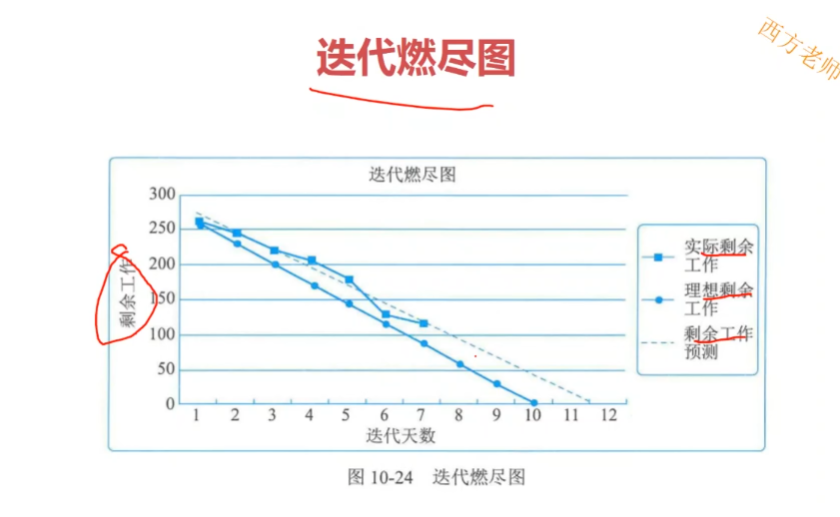 迭代燃尽图
西方老师
迭代燃尽图
300
250
200
150
100
50
0
剩余工作
1 2 3 4 5 6 7 8 9 10 11 12
迭代天数
实际剩余
工作
理想剩余
工作
剩余工作
预测
图 10-24 迭代燃尽图